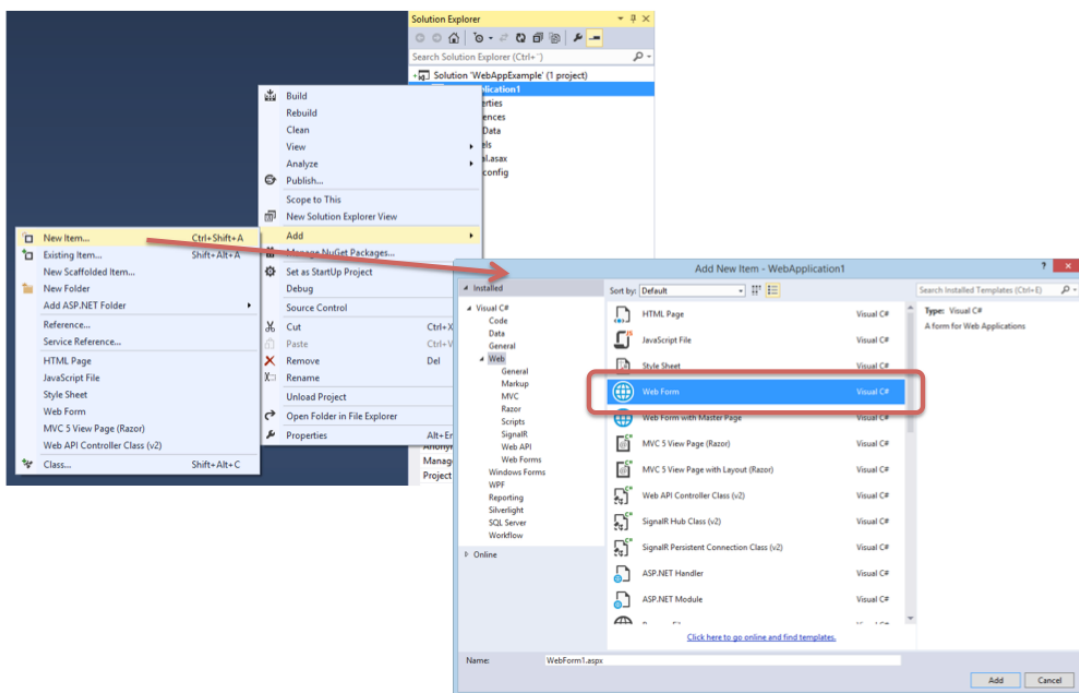 Solution Explorer
Search Solution Explorer (Ctrl+¨)
Solution 'WebAppExample' (1 project)
lication1
erties
ences
Data
els
al.asax
config
Build
Rebuild
Clean
View
Analyze
Publish...
Scope to This
New Solution Explorer View
Add
Manage NuGet Packages...
Set as StartUp Project
Debug
Source Control
Cut Ctrl+X
Paste Ctrl+V
Remove Del
Rename
Unload Project
Open Folder in File Explorer
Properties Alt+En
Anonym
Manag
Project
New Item... Ctrl+Shift+A
Existing Item... Shift+Alt+A
New Scaffolded Item...
New Folder
Add ASP.NET Folder
Reference...
Service Reference...
HTML Page
JavaScript File
Style Sheet
Web Form
MVC 5 View Page (Razor)
Web API Controller Class (v2)
Class... Shift+Alt+C
Add New Item - WebApplication1
Installed
Visual C#
Code
Data
General
Web
General
Markup
MVC
Razor
Scripts
SignalR
Web API
Web Forms
Windows Forms
WPF
Reporting
Silverlight
SQL Server
Workflow
Online
Sort by: Default
HTML Page Visual C#
JavaScript File Visual C#
Style Sheet Visual C#
Web Form Visual C#
Web Form with Master Page Visual C#
MVC 5 View Page (Razor) Visual C#
MVC 5 View Page with Layout (Razor) Visual C#
Web API Controller Class (v2) Visual C#
SignalR Hub Class (v2) Visual C#
SignalR Persistent Connection Class (v2) Visual C#
ASP.NET Handler Visual C#
ASP.NET Module Visual C#
Click here to go online and find templates.
Search Installed Templates (Ctrl+E)
Type: Visual C#
A form for Web Applications
Name: WebForm1.aspx
Add Cancel